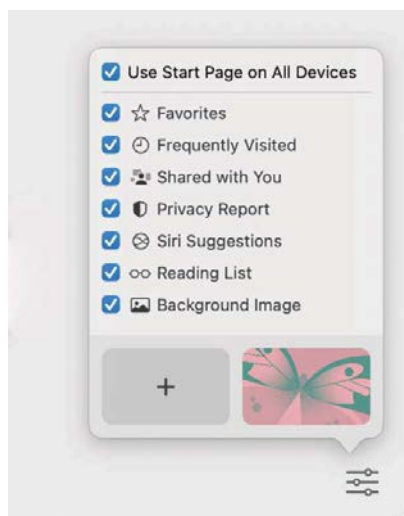 Use Start Page on All Devices
Favorites
Frequently Visited
Shared with You
Privacy Report
Siri Suggestions
Reading List
Background Image
+